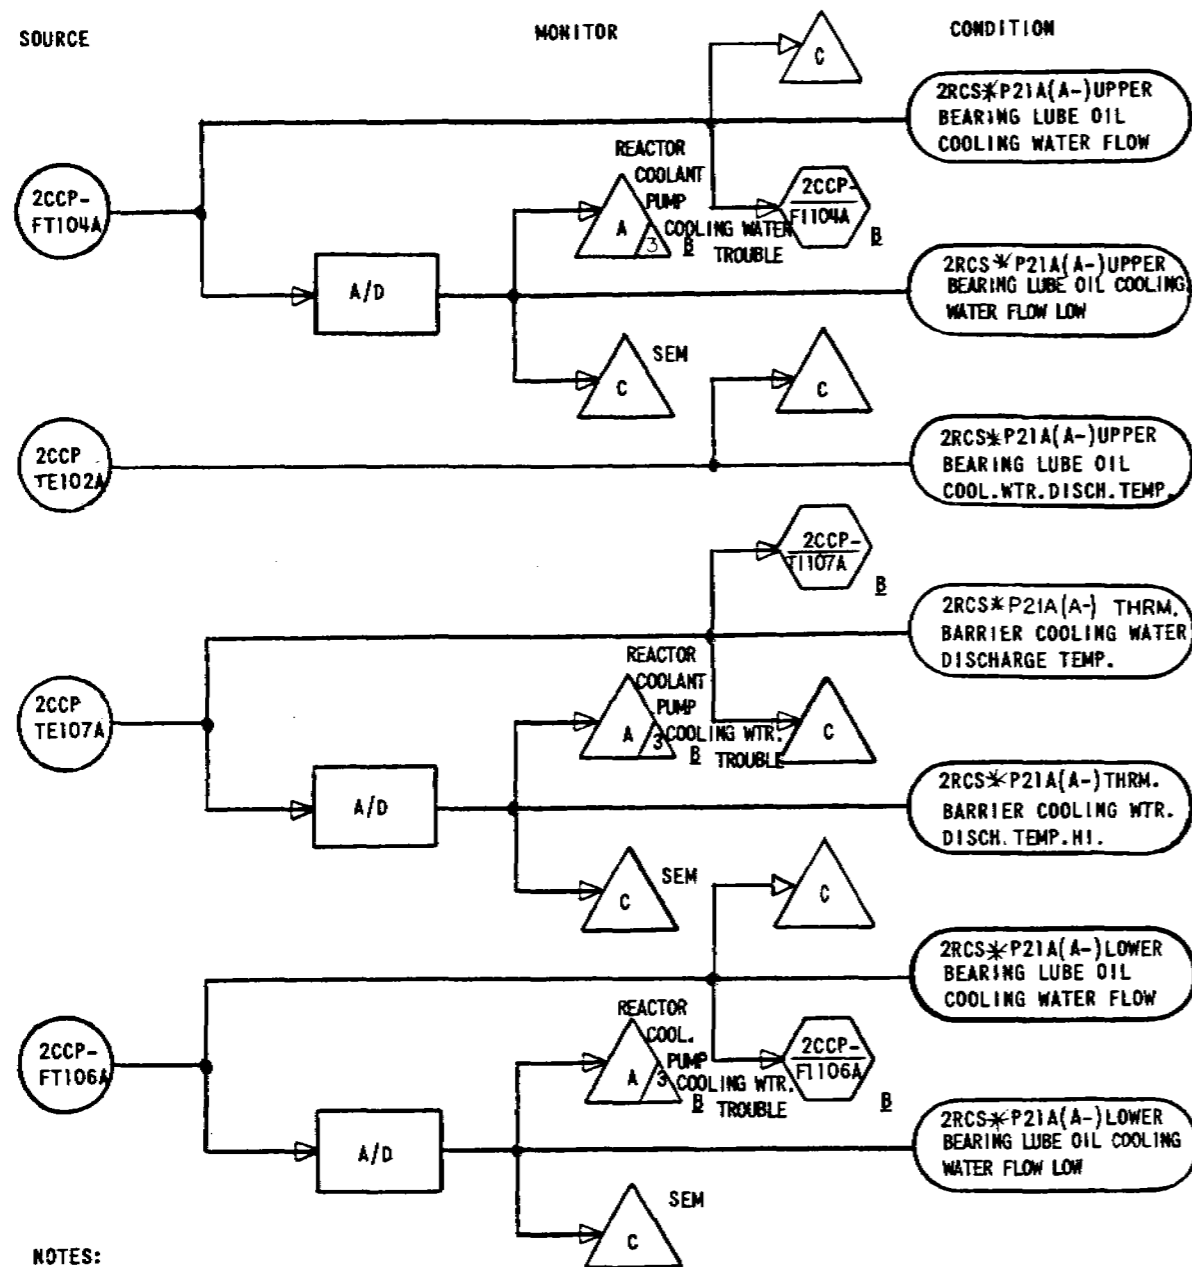 SOURCE
MONITOR
CONDITION
C
2RCS*P21A(A-)UPPER
BEARING LUBE OIL
COOLING WATER FLOW
2CCP-
FT104A
REACTOR
COOLANT
PUMP
COOLING WATER
TROUBLE
A
3
B
2CCP-
FI104A
B
A/D
2RCS*P21A(A-)UPPER
BEARING LUBE OIL COOLING
WATER FLOW LOW
SEM
C
C
2CCP
TE102A
2RCS*P21A(A-)UPPER
BEARING LUBE OIL
COOL.WTR.DISCH.TEMP.
2CCP-
TI107A
B
2RCS*P21A(A-) THRM.
BARRIER COOLING WATER
DISCHARGE TEMP.
2CCP
TE107A
REACTOR
COOLANT
PUMP
COOLING WTR.
TROUBLE
A
3
B
C
A/D
2RCS*P21A(A-)THRM.
BARRIER COOLING WTR.
DISCH.TEMP.HI.
SEM
C
C
2RCS*P21A(A-)LOWER
BEARING LUBE OIL
COOLING WATER FLOW
2CCP-
FT106A
REACTOR
COOL.
PUMP
COOLING WTR.
TROUBLE
A
3
B
2CCP-
FI106A
B
A/D
2RCS*P21A(A-)LOWER
BEARING LUBE OIL COOLING
WATER FLOW LOW
SEM
C
NOTES: